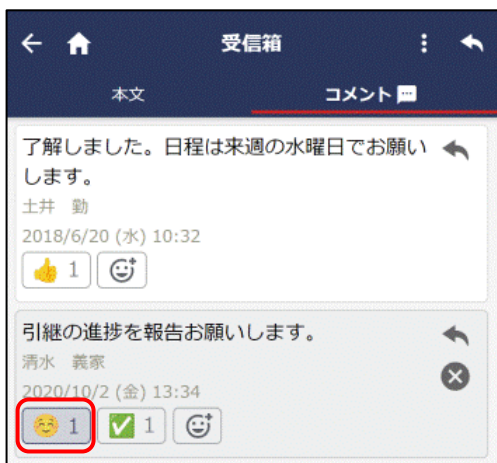 受信箱
本文 コメント
了解しました。日程は来週の水曜日でお願い
します。
土井 勤
2018/6/20 (水) 10:32
👍 1
引継の進捗を報告お願いします。
清水 義家
2020/10/2 (金) 13:34
☺️ 1 ✅ 1